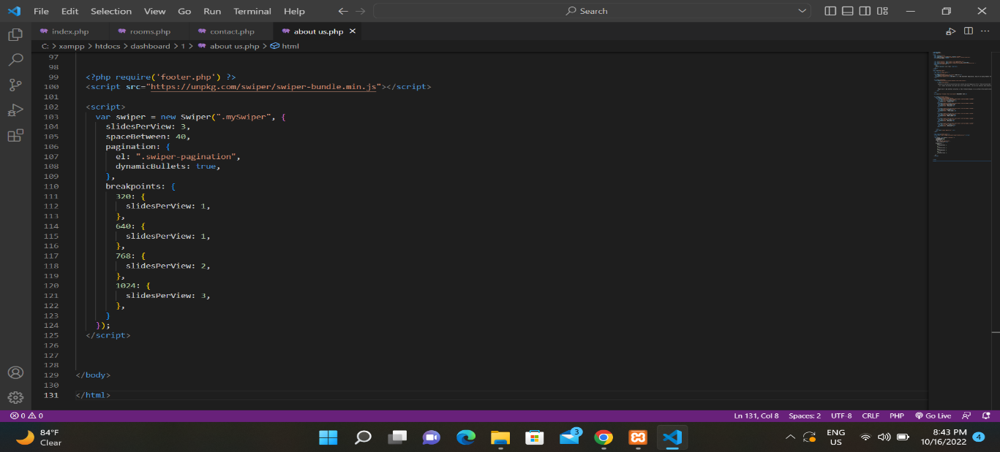 File Edit Selection View Go Run Terminal Help Search
index.php rooms.php contact.php about us.php
C: > xampp > htdocs > dashboard > 1 > about us.php > html
97
98
99 <?php require('footer.php') ?>
100 <script src="https://unpkg.com/swiper/swiper-bundle.min.js"></script>
101
102 <script>
103 var swiper = new Swiper(".mySwiper", {
104 slidesPerView: 3,
105 spaceBetween: 40,
106 pagination: {
107 el: ".swiper-pagination",
108 dynamicBullets: true,
109 },
110 breakpoints: {
111 320: {
112 slidesPerView: 1,
113 },
114 640: {
115 slidesPerView: 1,
116 },
117 768: {
118 slidesPerView: 2,
119 },
120 1024: {
121 slidesPerView: 3,
122 },
123 }
124 });
125 </script>
126
127
128
129 </body>
130
131 </html>
0 0 Ln 131, Col 8 Spaces: 2 UTF-8 CRLF PHP Go Live
84°F
Clear
3
ENG
US
8:43 PM
10/16/2022
4